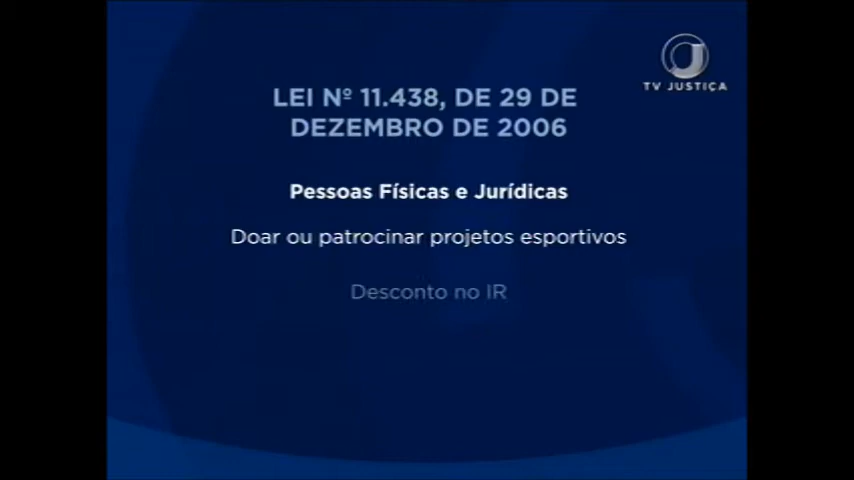 TV JUSTIÇA
LEI Nº 11.438, DE 29 DE
DEZEMBRO DE 2006
Pessoas Físicas e Jurídicas
Doar ou patrocinar projetos esportivos
Desconto no IR